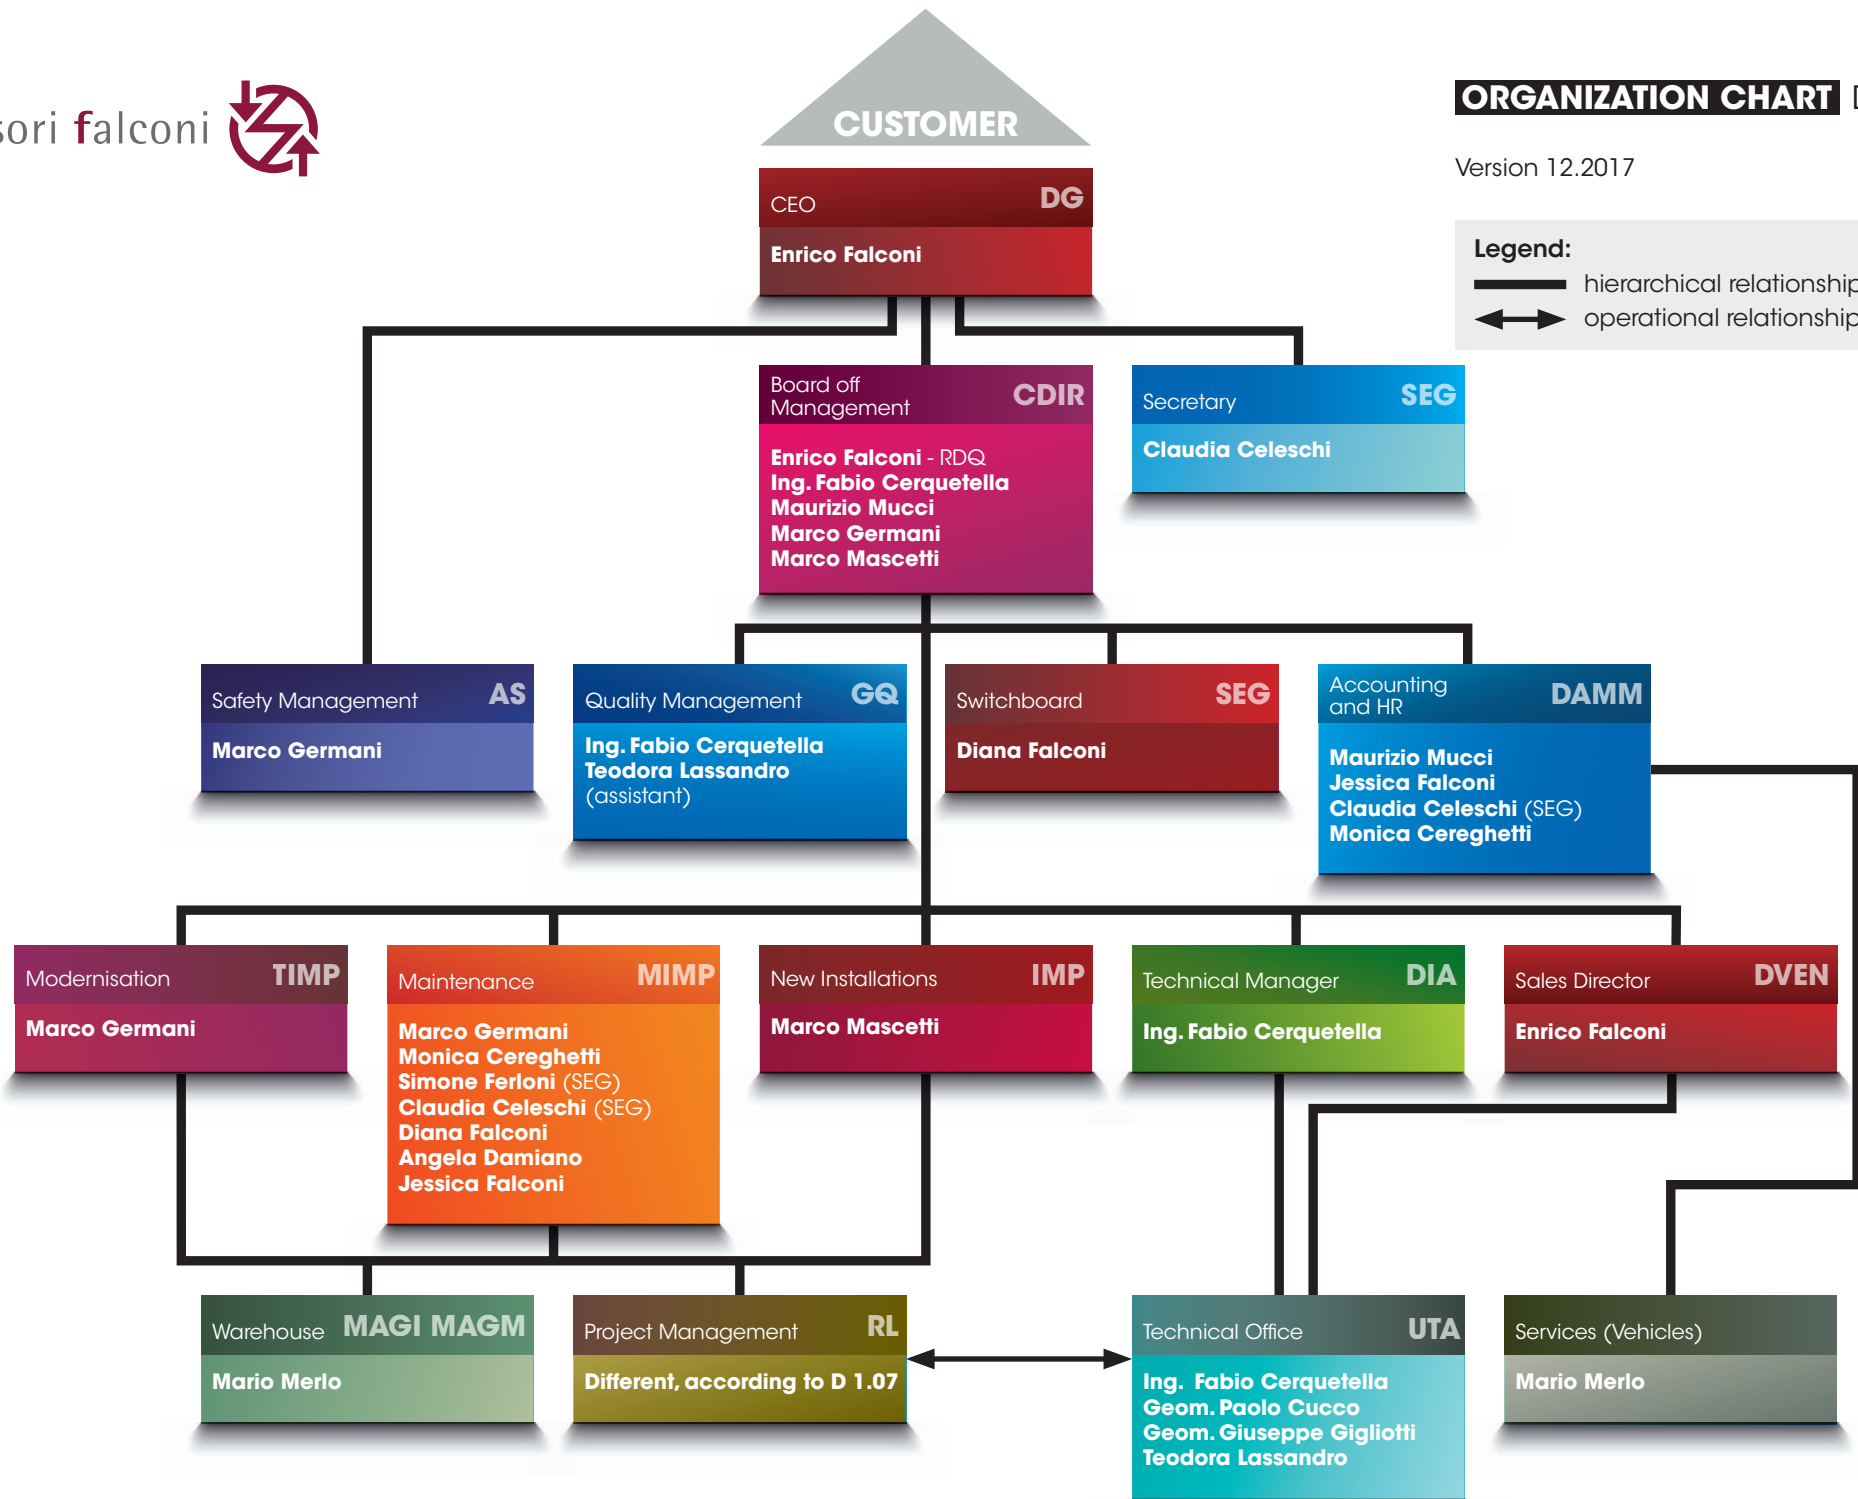 sori falconi
CUSTOMER
ORGANIZATION CHART
Version 12.2017
Legend:
hierarchical relationship
operational relationship
CEO DG
Enrico Falconi
Board off
Management CDIR
Enrico Falconi - RDQ
Ing. Fabio Cerquetella
Maurizio Mucci
Marco Germani
Marco Mascetti
Secretary SEG
Claudia Celeschi
Safety Management AS
Marco Germani
Quality Management GQ
Ing. Fabio Cerquetella
Teodora Lassandro
(assistant)
Switchboard SEG
Diana Falconi
Accounting
and HR DAMM
Maurizio Mucci
Jessica Falconi
Claudia Celeschi (SEG)
Monica Cereghetti
Modernisation TIMP
Marco Germani
Maintenance MIMP
Marco Germani
Monica Cereghetti
Simone Ferloni (SEG)
Claudia Celeschi (SEG)
Diana Falconi
Angela Damiano
Jessica Falconi
New Installations IMP
Marco Mascetti
Technical Manager DIA
Ing. Fabio Cerquetella
Sales Director DVEN
Enrico Falconi
Warehouse MAGI MAGM
Mario Merlo
Project Management RL
Different, according to D 1.07
Technical Office UTA
Ing. Fabio Cerquetella
Geom. Paolo Cucco
Geom. Giuseppe Gigliotti
Teodora Lassandro
Services (Vehicles)
Mario Merlo